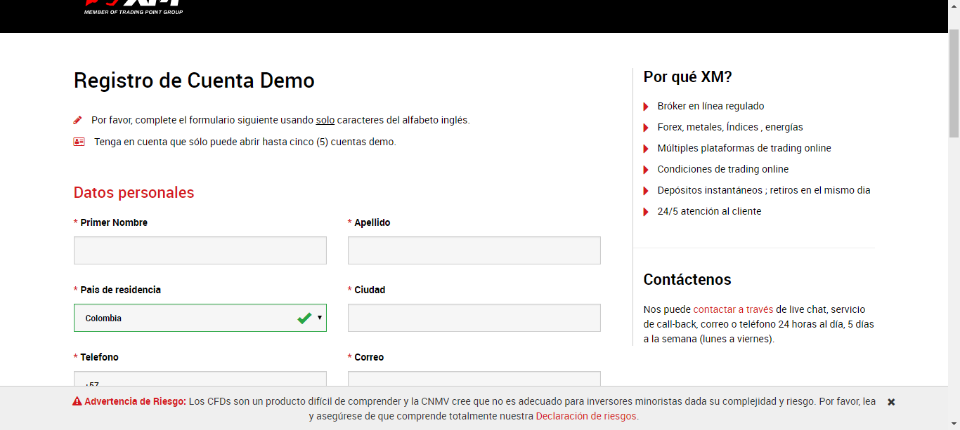 XM
MEMBER OF TRADING POINT GROUP
Registro de Cuenta Demo
Por favor, complete el formulario siguiente usando solo caracteres del alfabeto inglés.
Tenga en cuenta que sólo puede abrir hasta cinco (5) cuentas demo.
Datos personales
* Primer Nombre
* Apellido
* Pais de residencia
* Ciudad
Colombia
* Telefono
* Correo
+57
Por qué XM?
Bróker en línea regulado
Forex, metales, Índices , energías
Múltiples plataformas de trading online
Condiciones de trading online
Depósitos instantáneos ; retiros en el mismo dia
24/5 atención al cliente
Contáctenos
Nos puede contactar a través de live chat, servicio
de call-back, correo o teléfono 24 horas al día, 5 días
a la semana (lunes a viernes).
Advertencia de Riesgo: Los CFDs son un producto difícil de comprender y la CNMV cree que no es adecuado para inversores minoristas dada su complejidad y riesgo. Por favor, lea
y asegúrese de que comprende totalmente nuestra Declaración de riesgos.